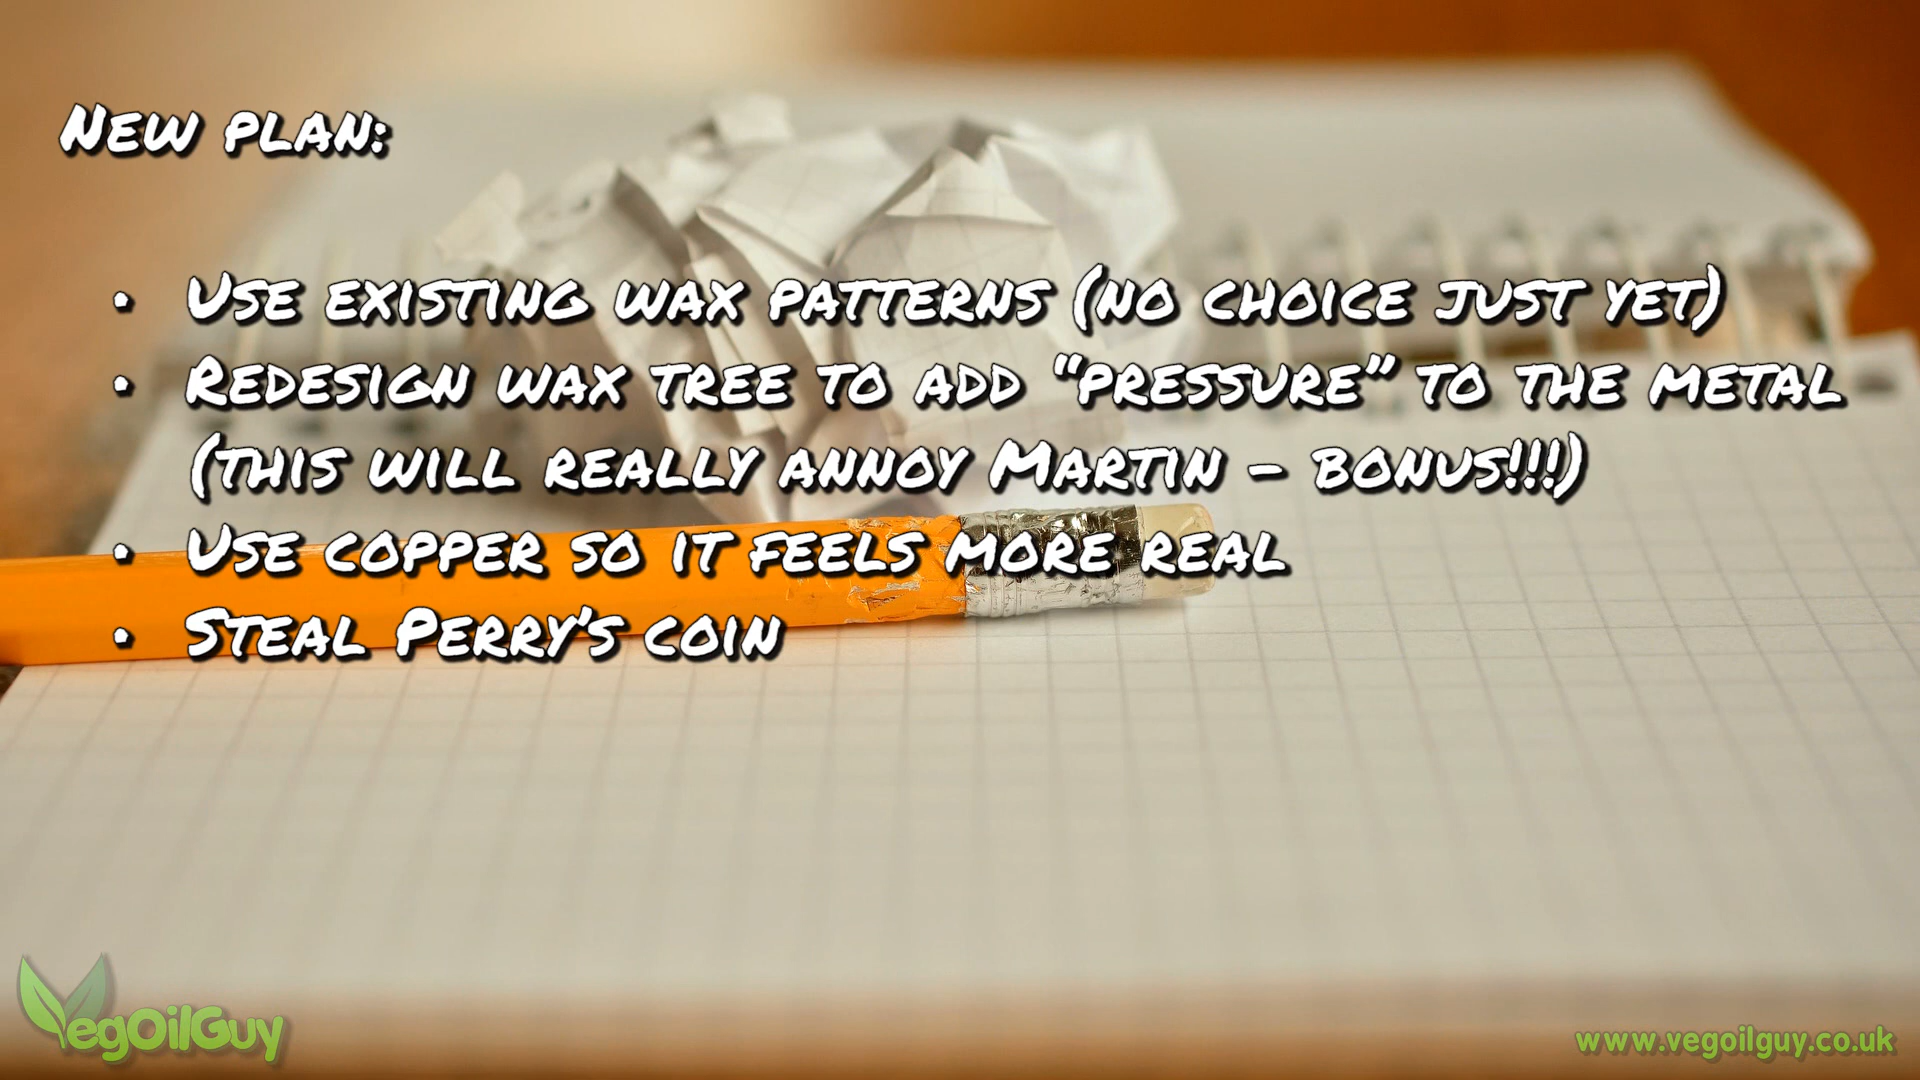 New plan:
• Use existing wax patterns (no choice just yet)
• Redesign wax tree to add “pressure” to the metal
(this will really annoy Martin – bonus!!!)
• Use copper so it feels more real
• Steal Perry’s coin
VegOilGuy
www.vegoilguy.co.uk